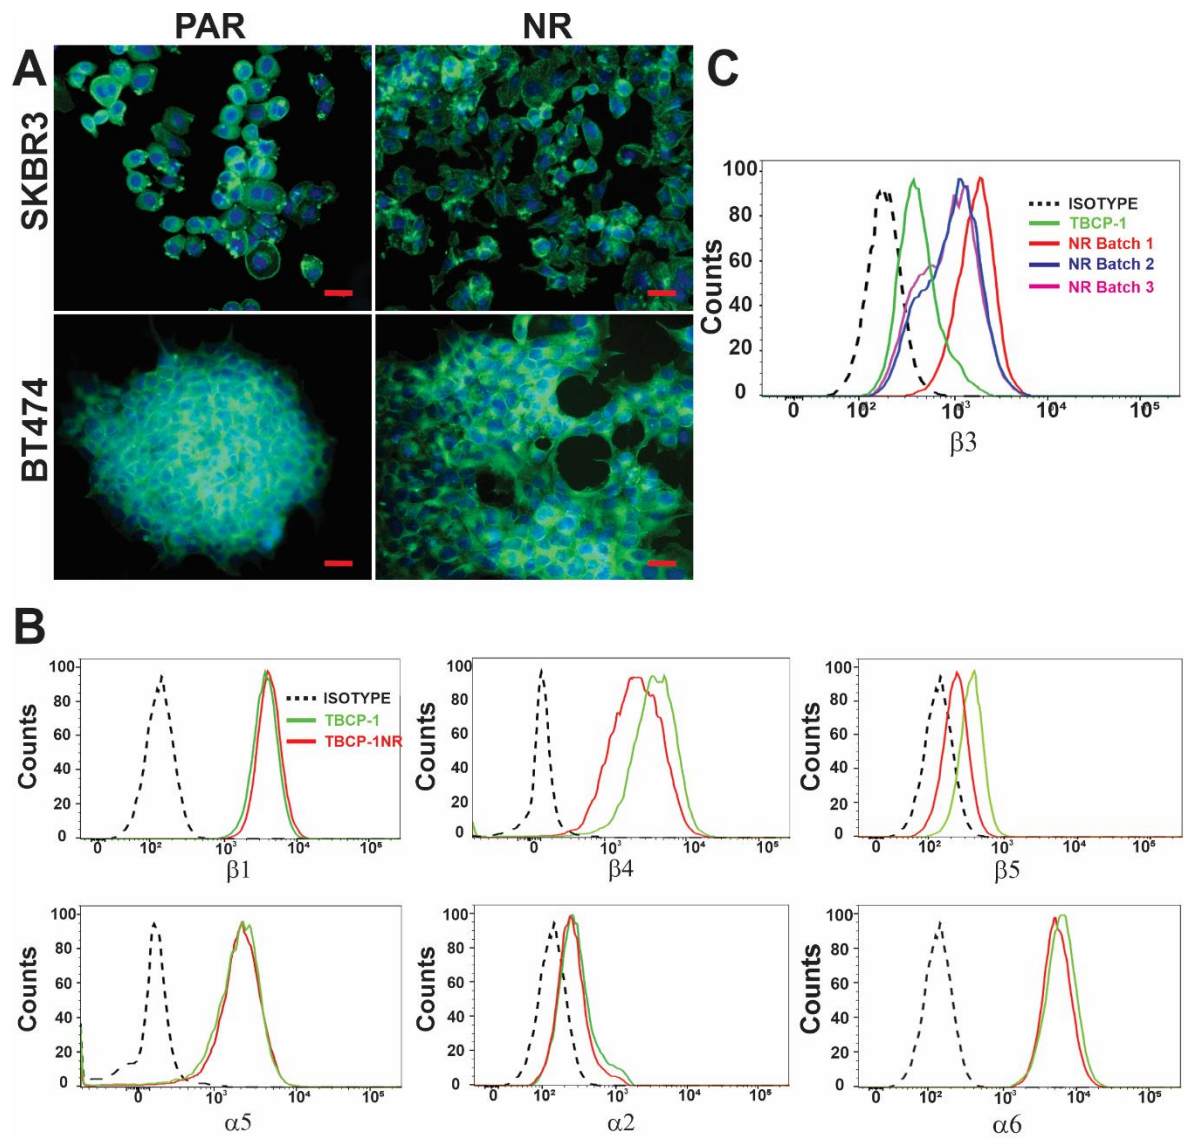 PAR NR
A
SKBR3
BT474
C
100
80
60
40
20
0
Counts
0 10² 10³ 10⁴ 10⁵
β3
ISOTYPE
TBCP-1
NR Batch 1
NR Batch 2
NR Batch 3
B
100
80
60
40
20
0
Counts
0 10² 10³ 10⁴ 10⁵
β1
ISOTYPE
TBCP-1
TBCP-1NR
100
80
60
40
20
0
Counts
0 10³ 10⁴ 10⁵
β4
100
80
60
40
20
0
Counts
0 10² 10³ 10⁴ 10⁵
β5
100
80
60
40
20
0
Counts
0 10³ 10⁴ 10⁵
α5
100
80
60
40
20
0
Counts
0 10² 10³ 10⁴ 10⁵
α2
100
80
60
40
20
0
Counts
0 10² 10³ 10⁴ 10⁵
α6